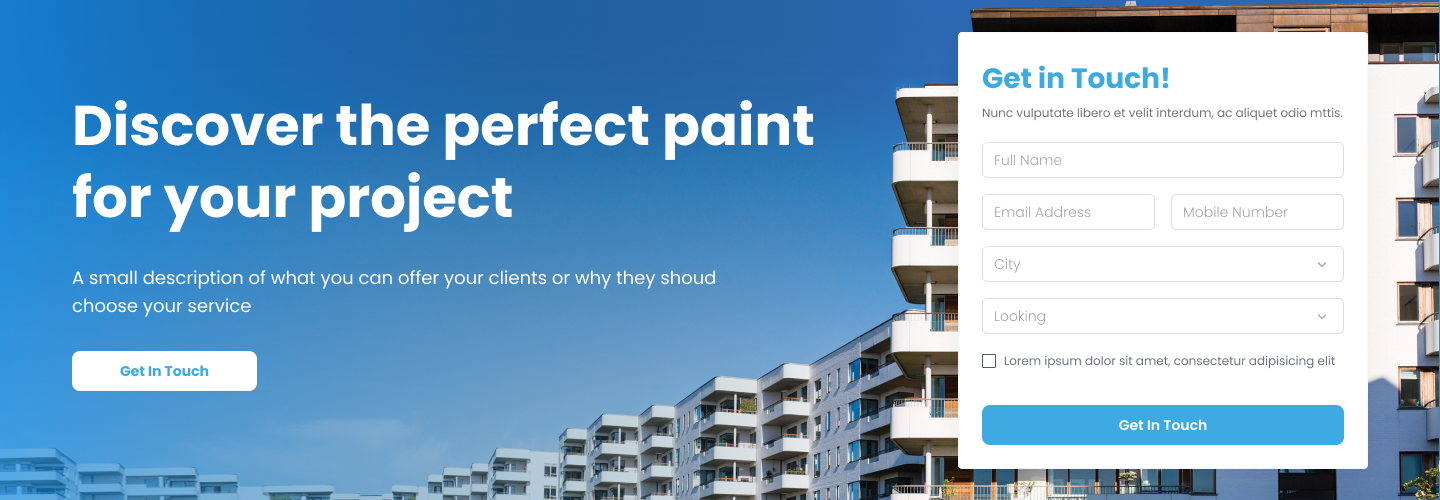 Discover the perfect paint
for your project
A small description of what you can offer your clients or why they shoud
choose your service
Get In Touch
Get in Touch!
Nunc vulputate libero et velit interdum, ac aliquet odio mttis.
Full Name
Email Address
Mobile Number
City
Looking
Lorem ipsum dolor sit amet, consectetur adipisicing elit
Get In Touch